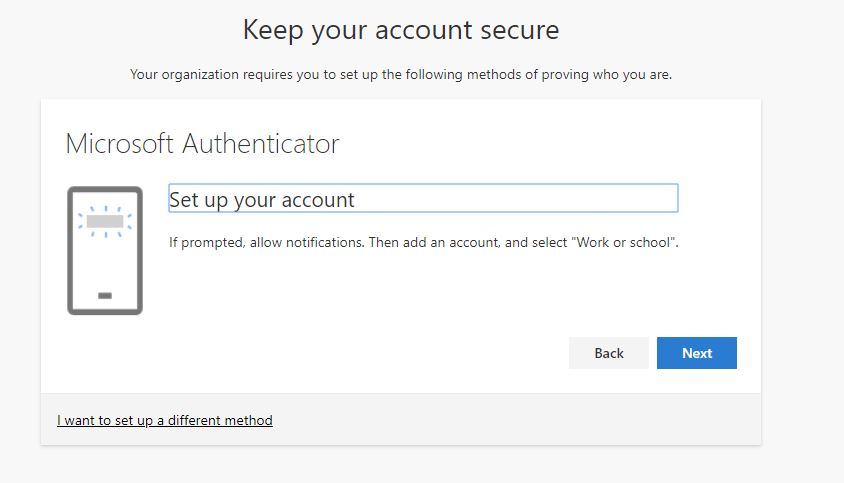 Keep your account secure
Your organization requires you to set up the following methods of proving who you are.
Microsoft Authenticator
Set up your account
If prompted, allow notifications. Then add an account, and select "Work or school".
Back
Next
I want to set up a different method